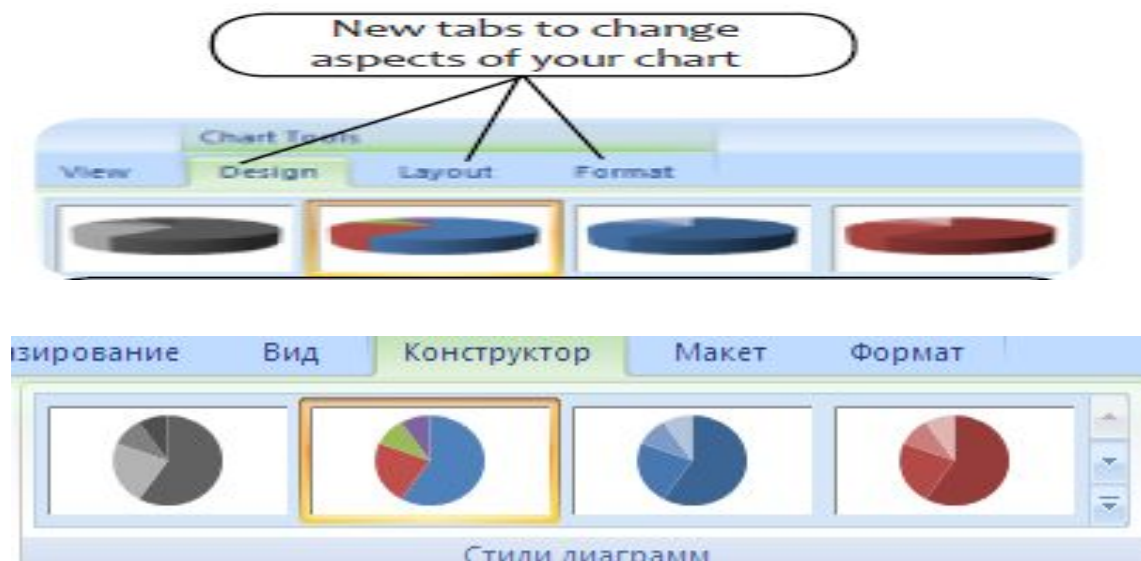 New tabs to change
aspects of your chart
Chart Tools
View Design Layout Format
зирование Вид Конструктор Макет Формат
Стили диаграмм